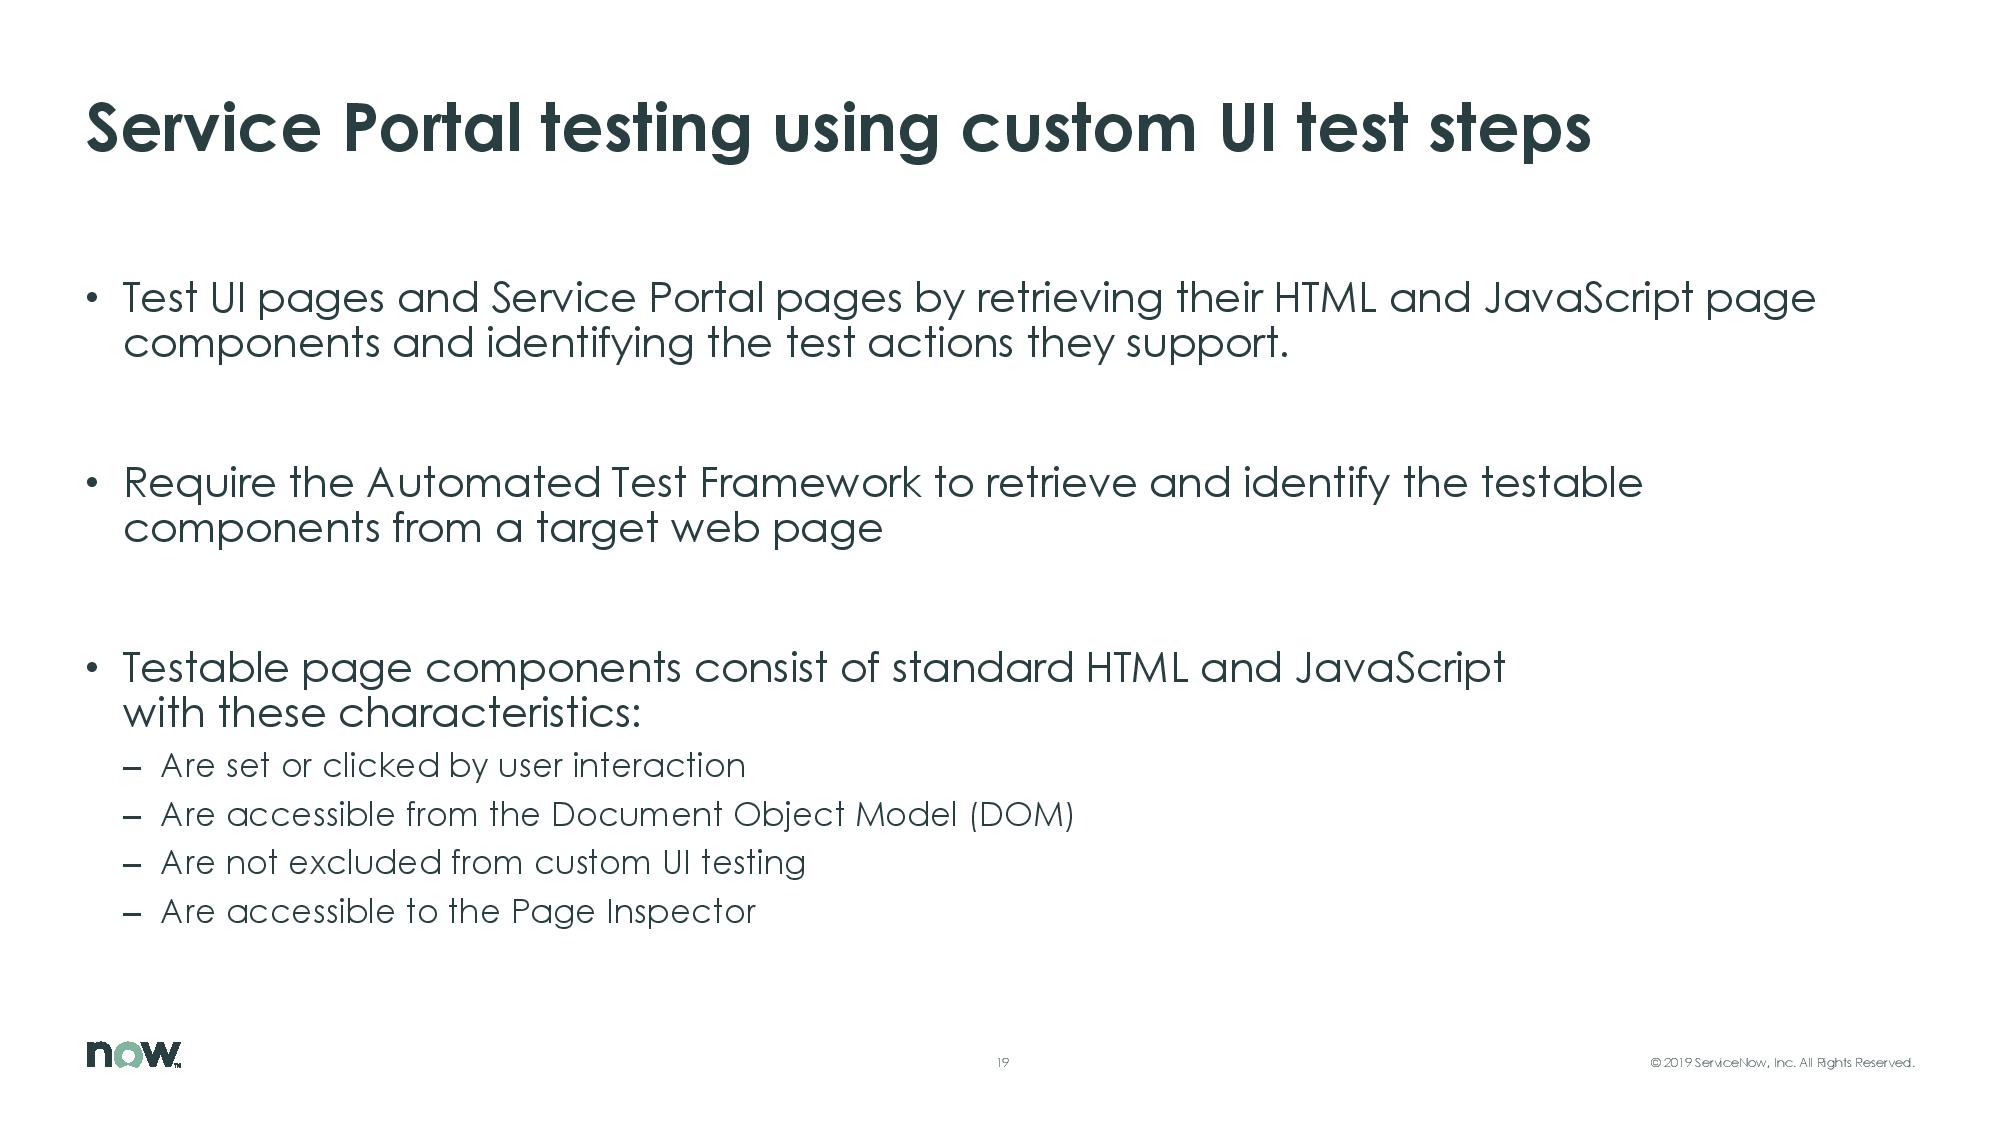 Service Portal testing using custom UI test steps
• Test UI pages and Service Portal pages by retrieving their HTML and JavaScript page
components and identifying the test actions they support.
• Require the Automated Test Framework to retrieve and identify the testable
components from a target web page
• Testable page components consist of standard HTML and JavaScript
with these characteristics:
– Are set or clicked by user interaction
– Are accessible from the Document Object Model (DOM)
– Are not excluded from custom UI testing
– Are accessible to the Page Inspector
now™
19
© 2019 ServiceNow, Inc. All Rights Reserved.